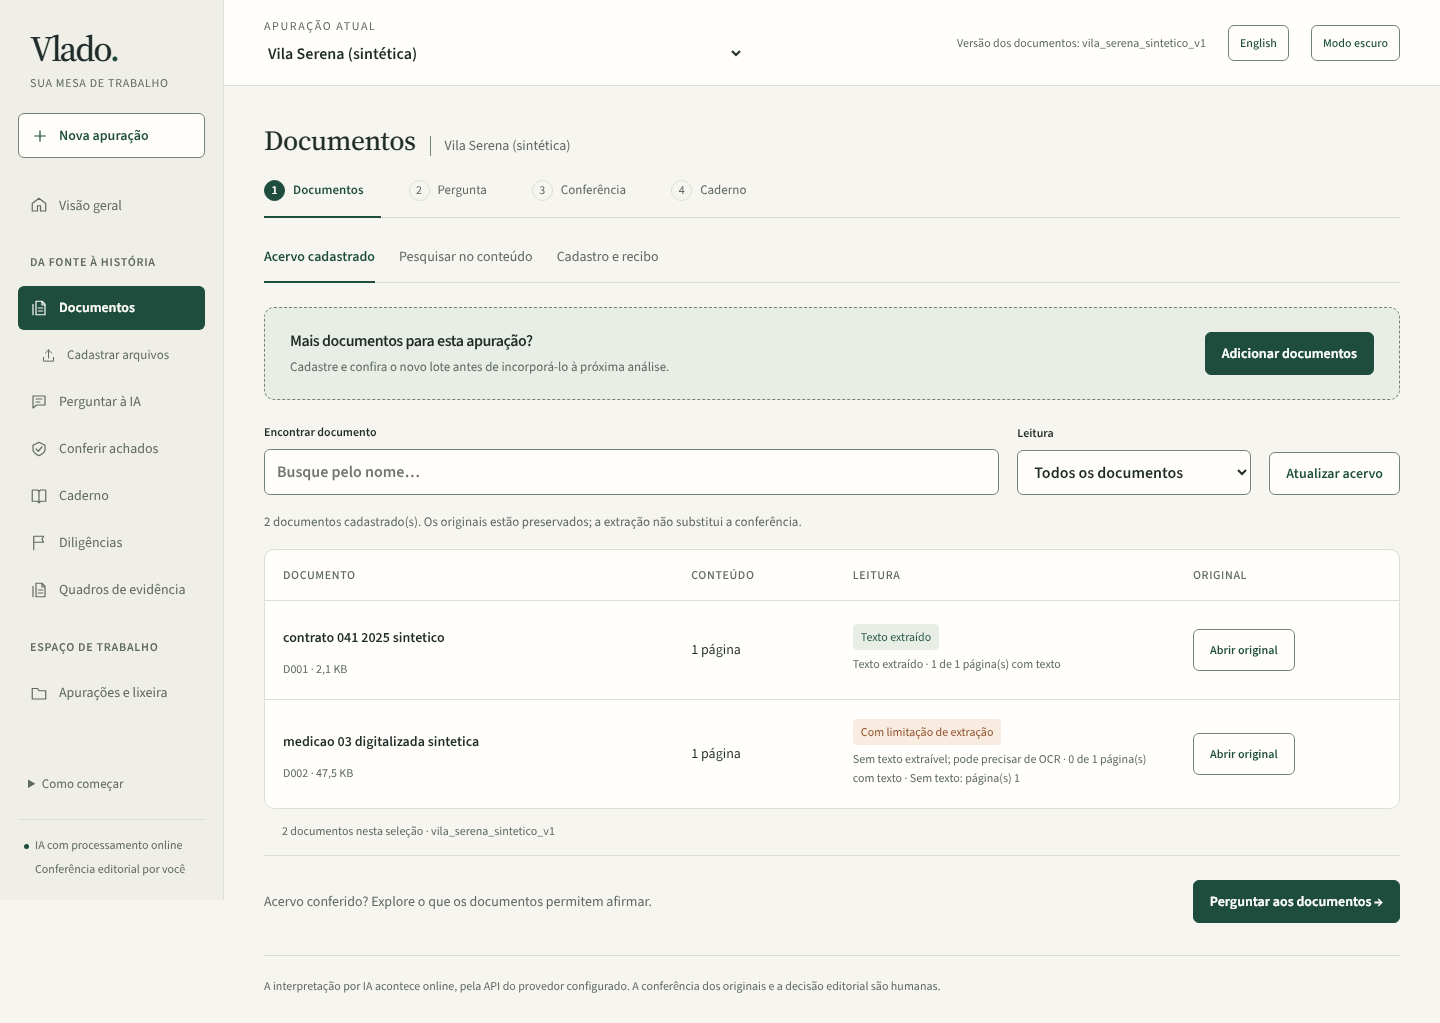 Vlado.
SUA MESA DE TRABALHO
Nova apuração
Visão geral
DA FONTE À HISTÓRIA
Documentos
Cadastrar arquivos
Perguntar à IA
Conferir achados
Caderno
Diligências
Quadros de evidência
ESPAÇO DE TRABALHO
Apurações e lixeira
Como começar
IA com processamento online
Conferência editorial por você
APURAÇÃO ATUAL
Vila Serena (sintética)
Versão dos documentos: vila_serena_sintetico_v1
English
Modo escuro
Documentos
Vila Serena (sintética)
1 Documentos
2 Pergunta
3 Conferência
4 Caderno
Acervo cadastrado
Pesquisar no conteúdo
Cadastro e recibo
Mais documentos para esta apuração?
Cadastre e confira o novo lote antes de incorporá-lo à próxima análise.
Adicionar documentos
Encontrar documento
Busque pelo nome...
Leitura
Todos os documentos
Atualizar acervo
2 documentos cadastrado(s). Os originais estão preservados; a extração não substitui a conferência.
DOCUMENTO
CONTEÚDO
LEITURA
ORIGINAL
contrato 041 2025 sintetico
D001 · 2,1 KB
1 página
Texto extraído
Texto extraído · 1 de 1 página(s) com texto
Abrir original
medicao 03 digitalizada sintetica
D002 · 47,5 KB
1 página
Com limitação de extração
Sem texto extraível; pode precisar de OCR · 0 de 1 página(s)
com texto · Sem texto: página(s) 1
Abrir original
2 documentos nesta seleção · vila_serena_sintetico_v1
Acervo conferido? Explore o que os documentos permitem afirmar.
Perguntar aos documentos →
A interpretação por IA acontece online, pela API do provedor configurado. A conferência dos originais e a decisão editorial são humanas.